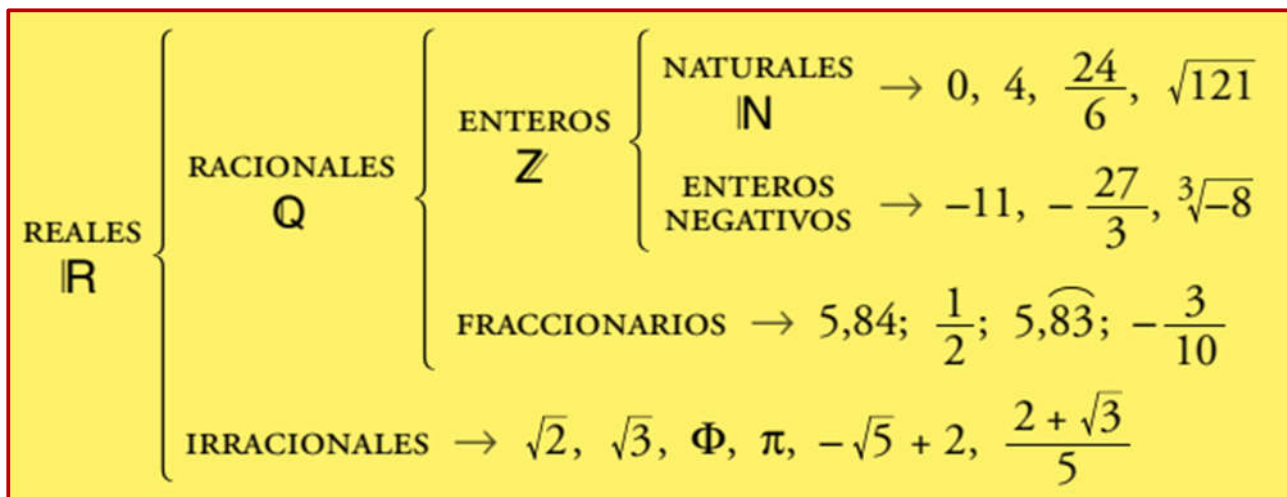 NATURALES → 0, 4, 24/6, √121
ℕ
ENTEROS
ℤ
ENTEROS
NEGATIVOS → −11, − 27/3, ∛−8
RACIONALES
ℚ
REALES
ℝ
FRACCIONARIOS → 5,84; 1/2; 5,8͡3; − 3/10
IRRACIONALES → √2, √3, Φ, π, −√5 + 2, (2 + √3)/5